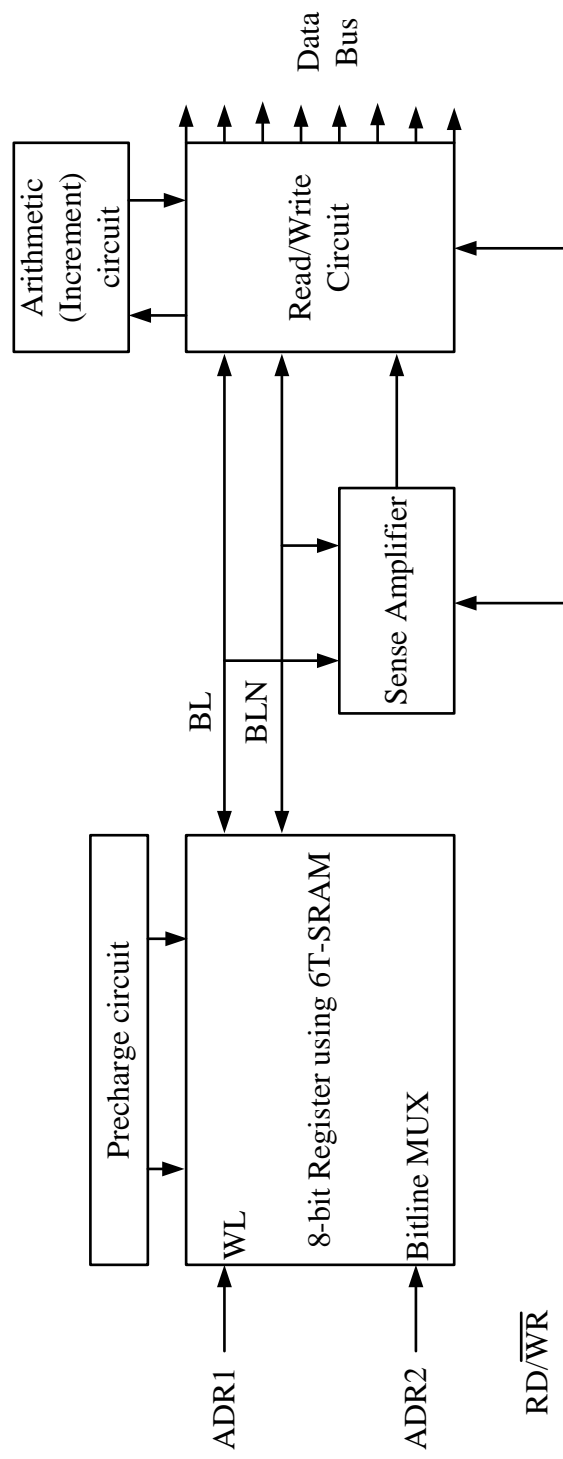 Precharge circuit
Arithmetic
(Increment)
circuit
ADR1
WL
8-bit Register using 6T-SRAM
ADR2
Bitline MUX
BL
BLN
Sense Amplifier
Read/Write
Circuit
Data
Bus
RD/W̅R̅